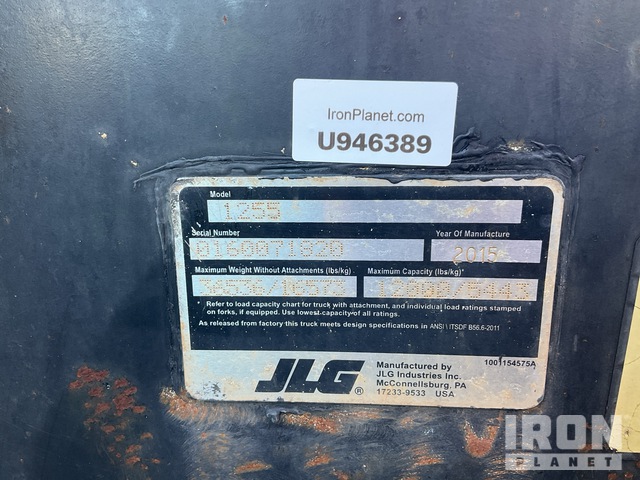 IronPlanet.com
U946389
Model
1255
Serial Number
0160071820
Year Of Manufacture
2015
Maximum Weight Without Attachments (lbs/kg)
Maximum Capacity (lbs/kg)*
12000/5443
* Refer to load capacity chart for truck with attachment, and individual load ratings stamped
on forks, if equipped. Use lowest capacity of all ratings.
As released from factory this truck meets design specifications in ANSI \ ITSDF B56.6-2011
JLG®
Manufactured by
JLG Industries Inc.
McConnellsburg, PA
17233-9533 USA
1001154575A
IRON
PLANET